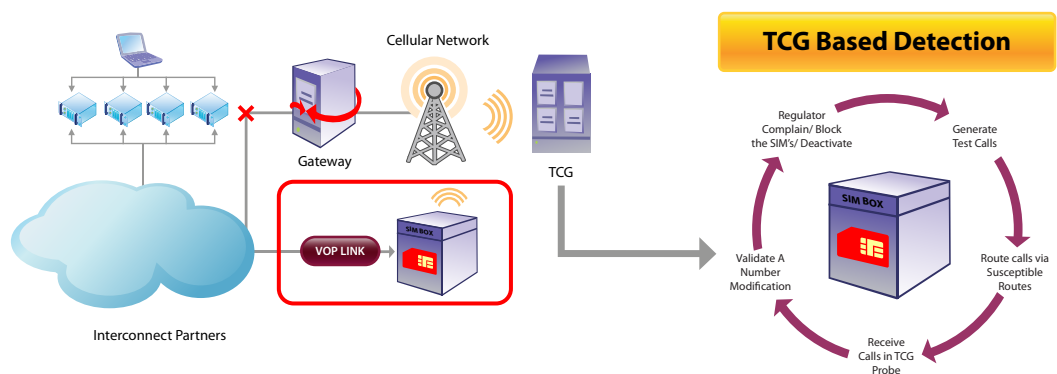 Cellular Network
Gateway
TCG
SIM BOX
VOP LINK
Interconnect Partners
TCG Based Detection
Regulator
Complain/ Block
the SIM's/ Deactivate
Generate
Test Calls
SIM BOX
Validate A
Number
Modification
Route calls via
Susceptible
Routes
Receive
Calls in TCG
Probe